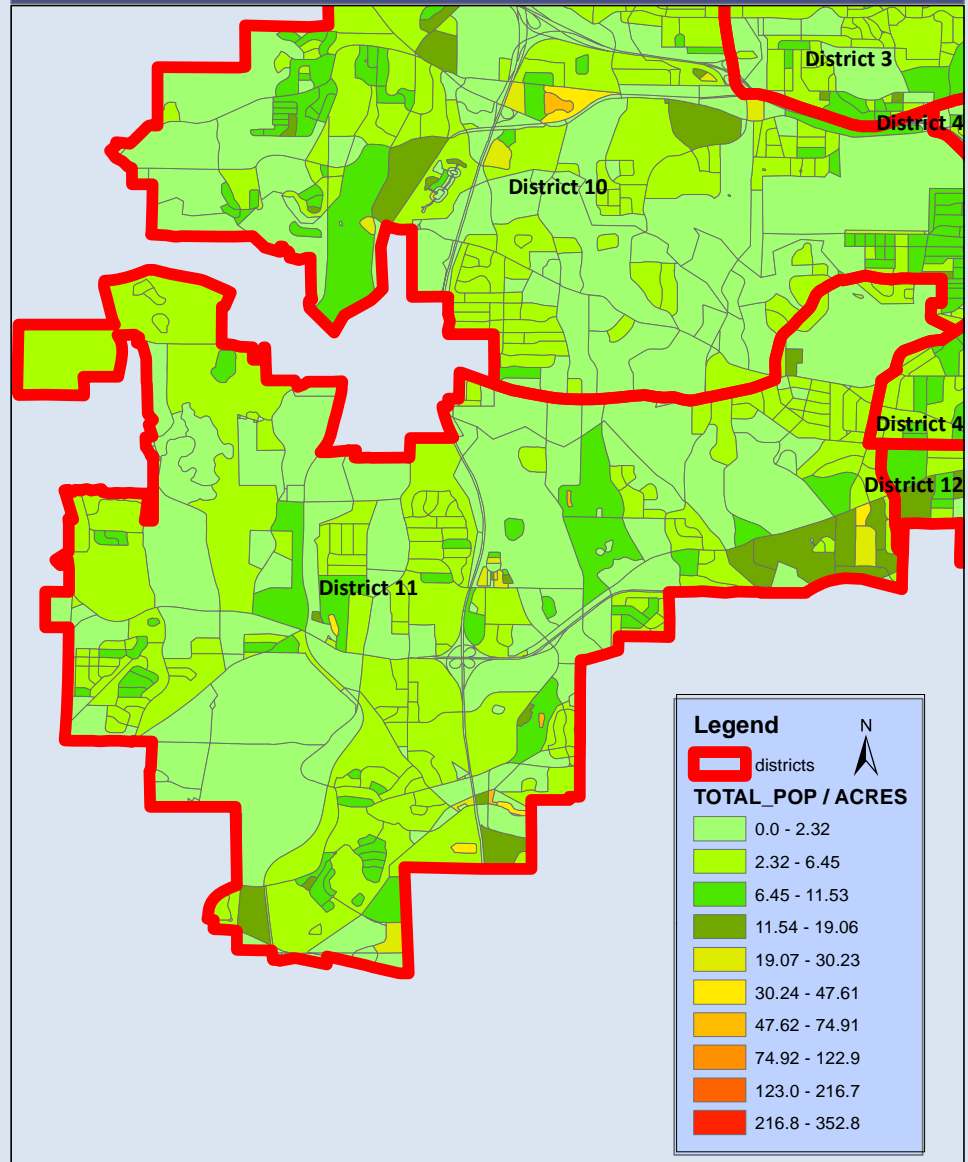 District 3
District 4
District 10
District 4
District 12
District 11
Legend
N
districts
TOTAL_POP / ACRES
0.0 - 2.32
2.32 - 6.45
6.45 - 11.53
11.54 - 19.06
19.07 - 30.23
30.24 - 47.61
47.62 - 74.91
74.92 - 122.9
123.0 - 216.7
216.8 - 352.8